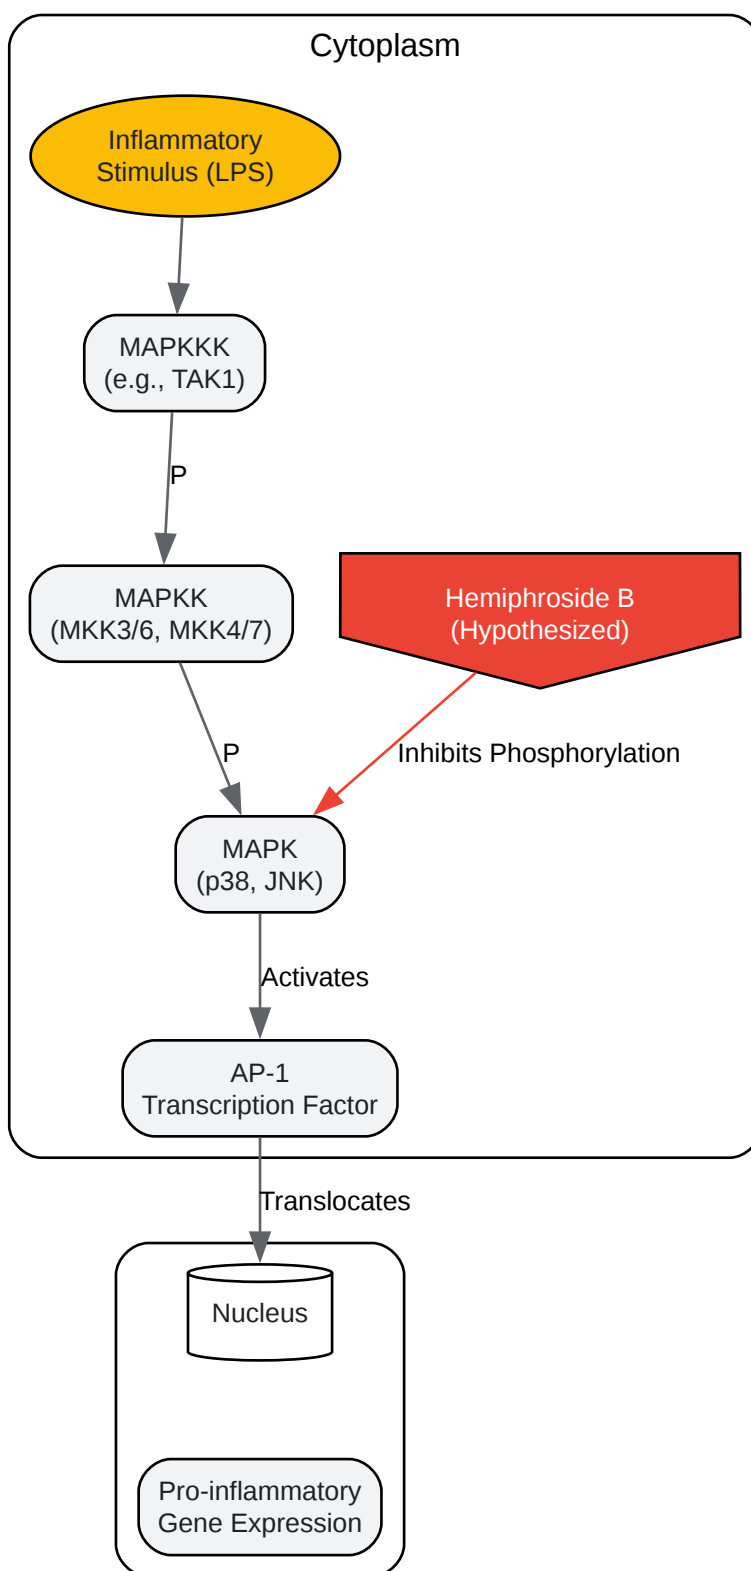 Cytoplasm
Inflammatory
Stimulus (LPS)
MAPKKK
(e.g., TAK1)
P
MAPKK
(MKK3/6, MKK4/7)
Hemiphroside B
(Hypothesized)
P
Inhibits Phosphorylation
MAPK
(p38, JNK)
Activates
AP-1
Transcription Factor
Translocates
Nucleus
Pro-inflammatory
Gene Expression